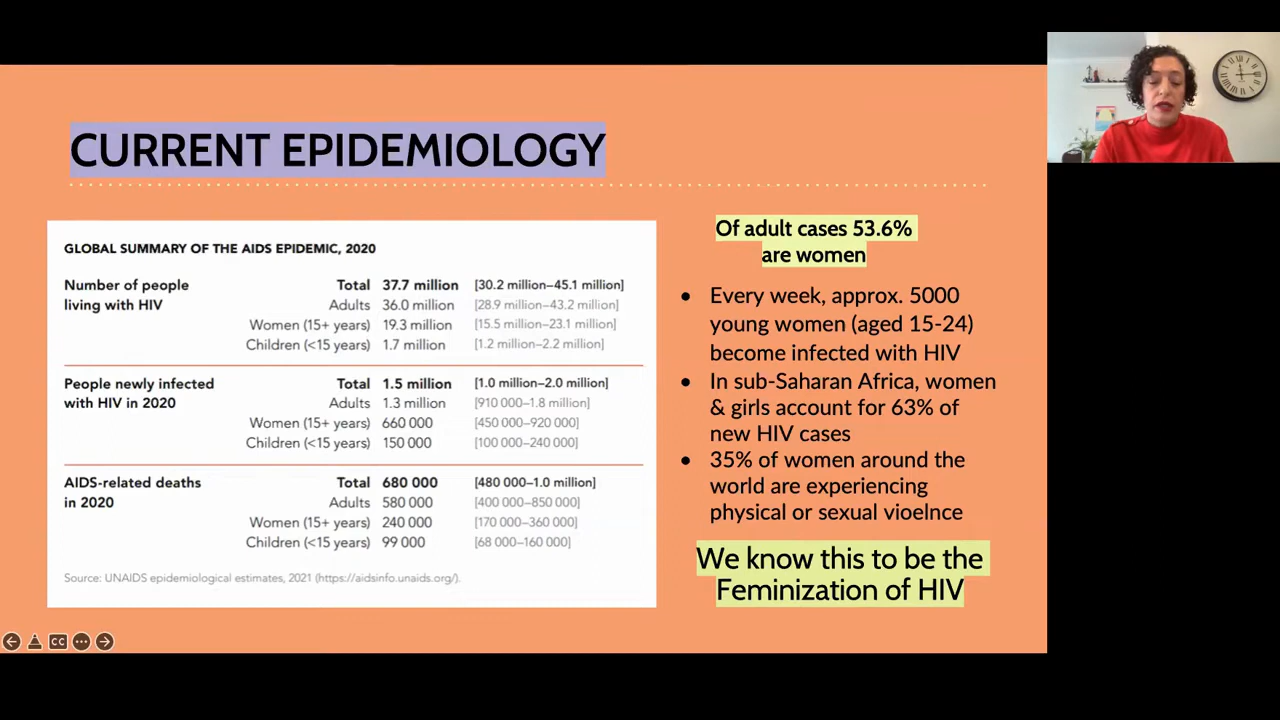 CURRENT EPIDEMIOLOGY
GLOBAL SUMMARY OF THE AIDS EPIDEMIC, 2020
Number of people living with HIV
Total 37.7 million [30.2 million–45.1 million]
Adults 36.0 million [28.9 million–43.2 million]
Women (15+ years) 19.3 million [15.5 million–23.1 million]
Children (<15 years) 1.7 million [1.2 million–2.2 million]
People newly infected with HIV in 2020
Total 1.5 million [1.0 million–2.0 million]
Adults 1.3 million [910 000–1.8 million]
Women (15+ years) 660 000 [450 000–920 000]
Children (<15 years) 150 000 [100 000–240 000]
AIDS-related deaths in 2020
Total 680 000 [480 000–1.0 million]
Adults 580 000 [400 000–850 000]
Women (15+ years) 240 000 [170 000–360 000]
Children (<15 years) 99 000 [68 000–160 000]
Source: UNAIDS epidemiological estimates, 2021 (https://aidsinfo.unaids.org/).
Of adult cases 53.6%
are women
• Every week, approx. 5000
young women (aged 15-24)
become infected with HIV
• In sub-Saharan Africa, women
& girls account for 63% of
new HIV cases
• 35% of women around the
world are experiencing
physical or sexual vioelnce
We know this to be the
Feminization of HIV
CC